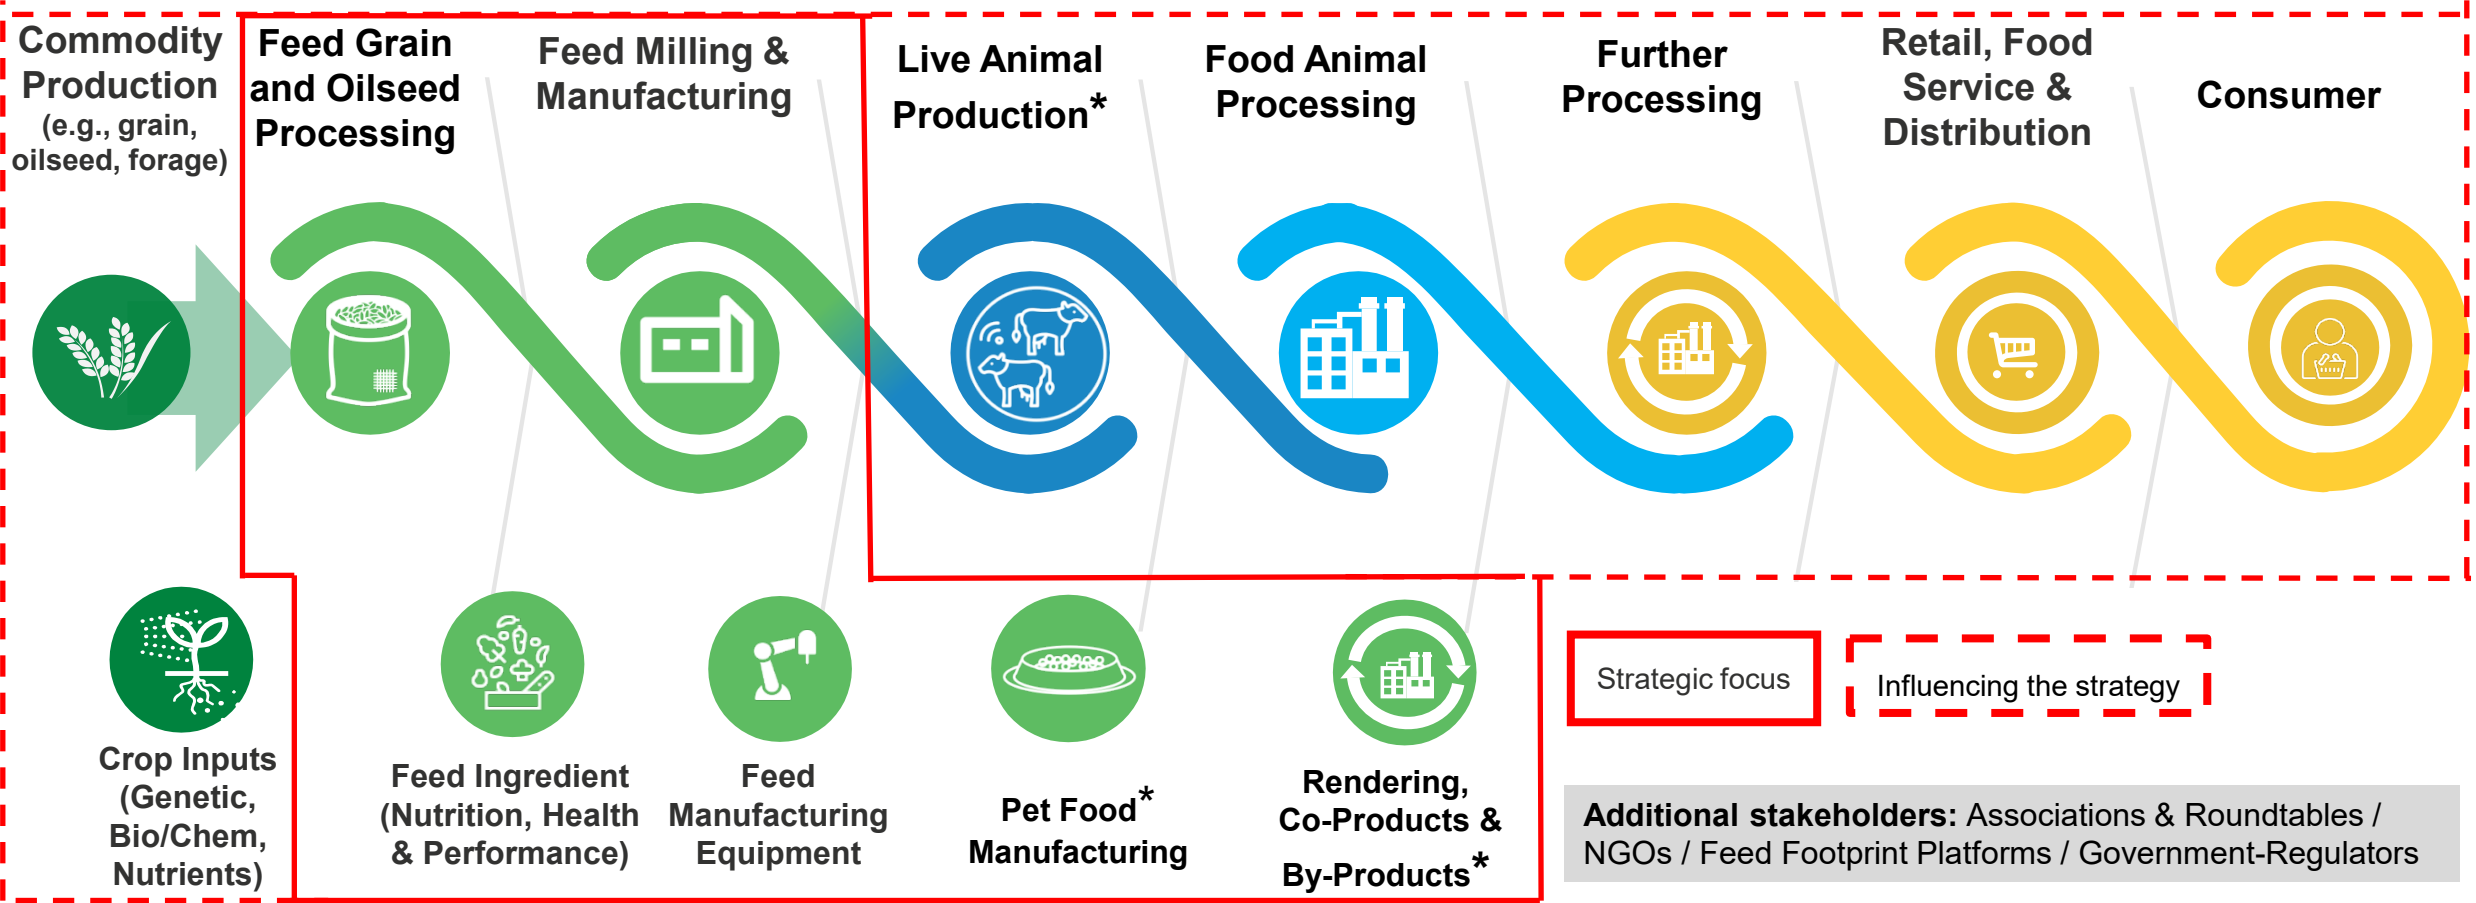 Commodity
Production
(e.g., grain,
oilseed, forage)
Feed Grain
and Oilseed
Processing
Feed Milling &
Manufacturing
Live Animal
Production*
Food Animal
Processing
Further
Processing
Retail, Food
Service &
Distribution
Consumer
Crop Inputs
(Genetic,
Bio/Chem,
Nutrients)
Feed Ingredient
(Nutrition, Health
& Performance)
Feed
Manufacturing
Equipment
Pet Food*
Manufacturing
Rendering,
Co-Products &
By-Products*
Strategic focus
Influencing the strategy
Additional stakeholders: Associations & Roundtables /
NGOs / Feed Footprint Platforms / Government-Regulators